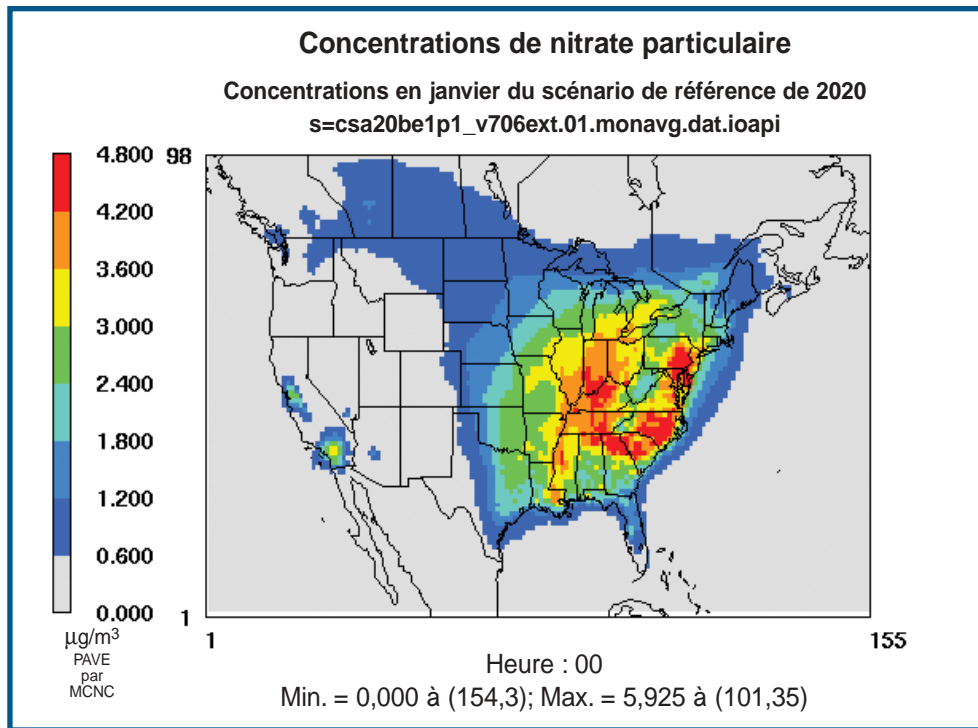 Concentrations de nitrate particulaire
Concentrations en janvier du scénario de référence de 2020
s=csa20be1p1_v706ext.01.monavg.dat.ioapi
4.800
4.200
3.600
3.000
2.400
1.800
1.200
0.600
0.000
µg/m³
PAVE
par
MCNC
98
1
1
155
Heure : 00
Min. = 0,000 à (154,3); Max. = 5,925 à (101,35)